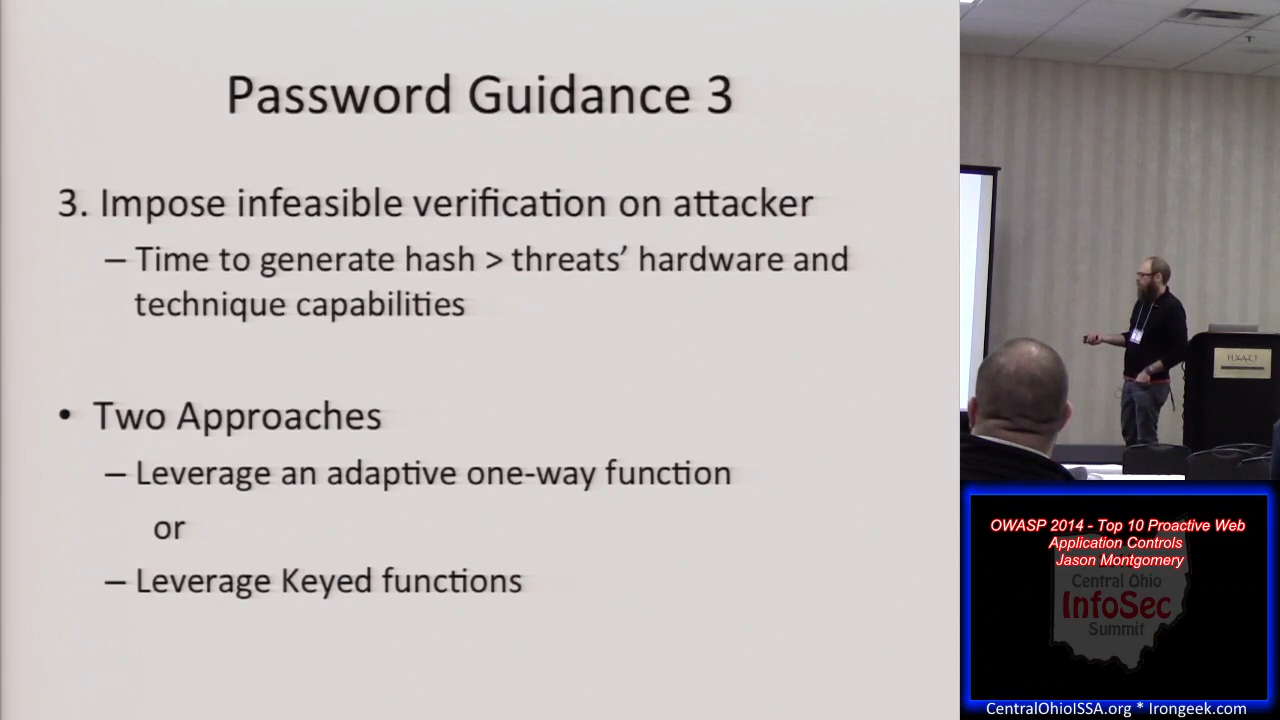 Password Guidance 3
3. Impose infeasible verification on attacker
– Time to generate hash > threats’ hardware and
technique capabilities
• Two Approaches
– Leverage an adaptive one-way function
or
– Leverage Keyed functions
HYATT
OWASP 2014 - Top 10 Proactive Web
Application Controls
Jason Montgomery
Central Ohio
InfoSec
Summit
CentralOhioISSA.org * Irongeek.com